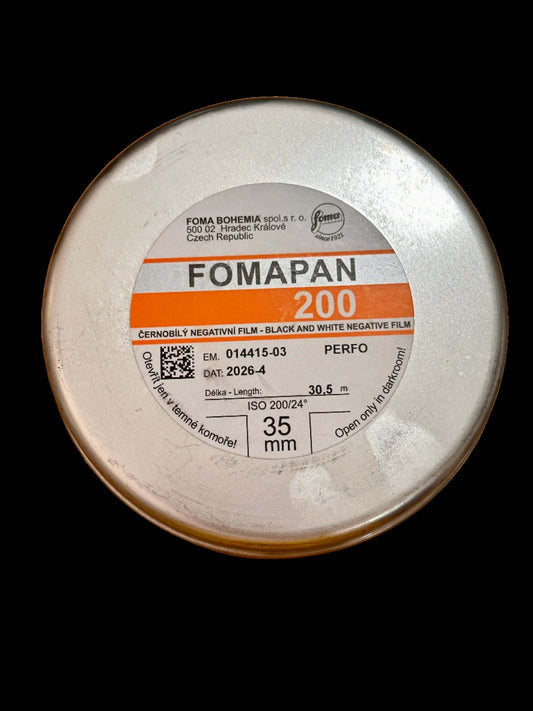 FOMA BOHEMIA spol.s r. o.
500 02 Hradec Králové
Czech Republic
foma
since 1921
FOMAPAN
200
ČERNOBÍLÝ NEGATIVNÍ FILM - BLACK AND WHITE NEGATIVE FILM
EM. 014415-03 PERFO
DAT: 2026-4
Délka - Length: 30,5 m
ISO 200/24°
35
mm
Otevřít jen v temné komoře!
Open only in darkroom!